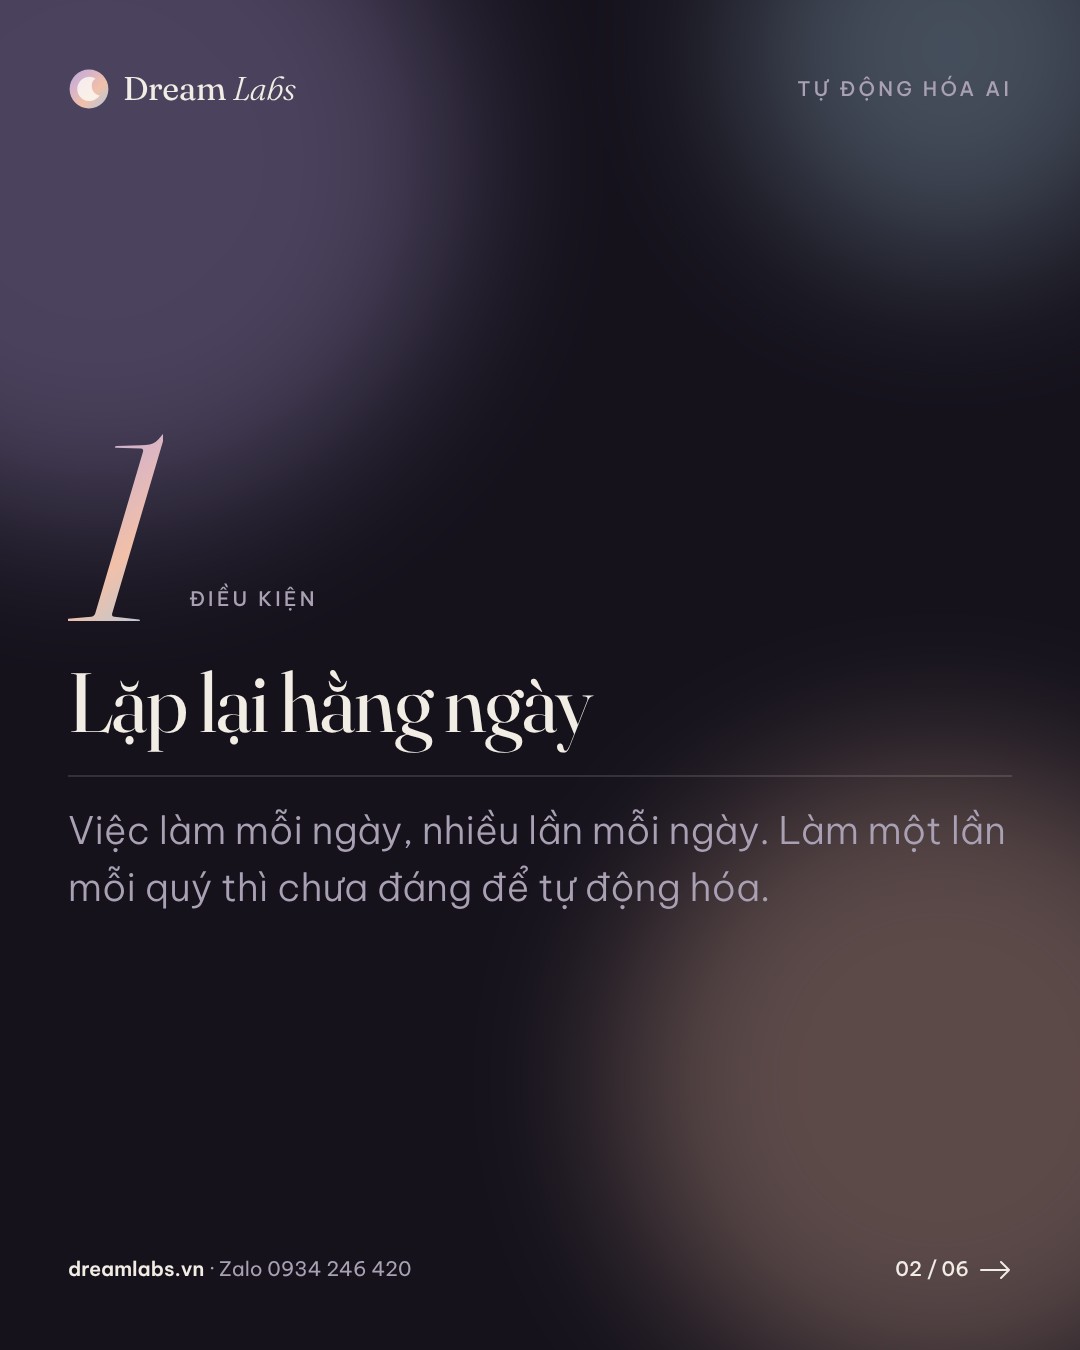 Dream Labs
TỰ ĐỘNG HÓA AI
1
ĐIỀU KIỆN
Lặp lại hằng ngày
Việc làm mỗi ngày, nhiều lần mỗi ngày. Làm một lần
mỗi quý thì chưa đáng để tự động hóa.
dreamlabs.vn · Zalo 0934 246 420
02 / 06 →